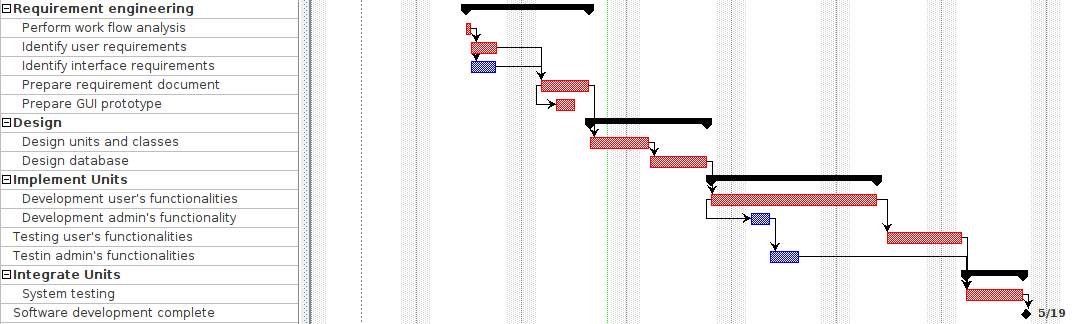 Requirement engineering
Perform work flow analysis
Identify user requirements
Identify interface requirements
Prepare requirement document
Prepare GUI prototype
Design
Design units and classes
Design database
Implement Units
Development user's functionalities
Development admin's functionality
Testing user's functionalities
Testin admin's functionalities
Integrate Units
System testing
Software development complete 5/19